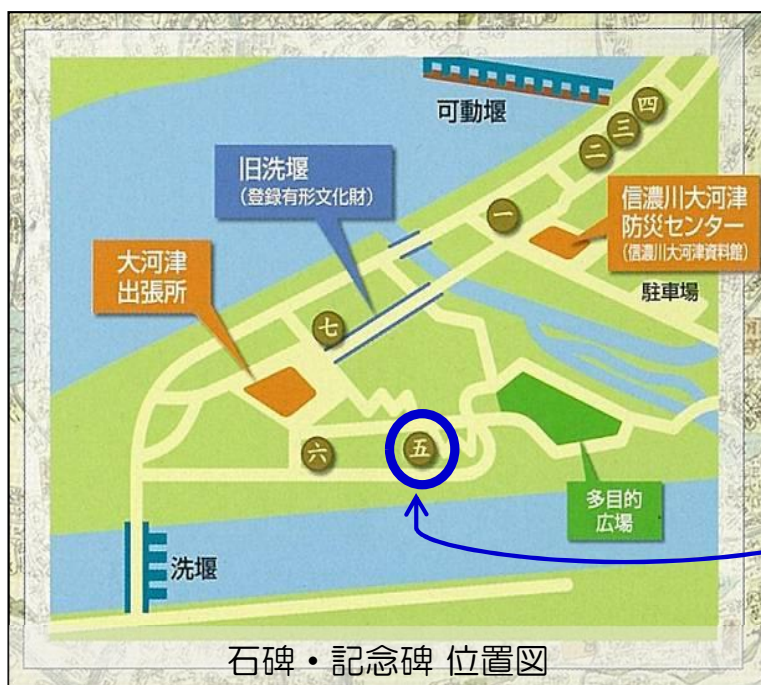 可動堰
四
三
二
一
旧洗堰
(登録有形文化財)
信濃川大河津
防災センター
(信濃川大河津資料館)
駐車場
大河津
出張所
七
六
五
多目的
広場
洗堰
石碑・記念碑 位置図